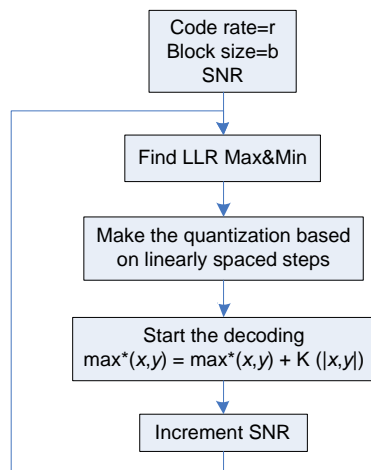 Code rate=r
Block size=b
SNR
Find LLR Max&Min
Make the quantization based
on linearly spaced steps
Start the decoding
max*(x,y) = max*(x,y) + K (|x,y|)
Increment SNR